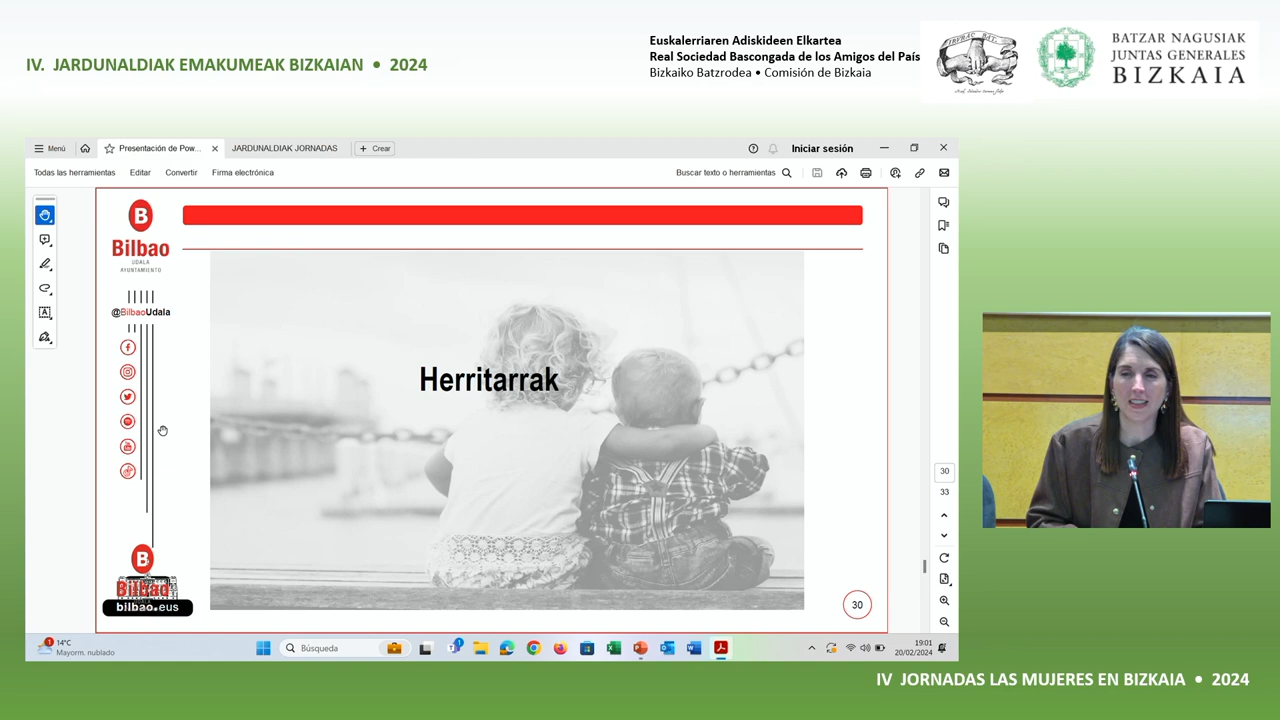 IV. JARDUNALDIAK EMAKUMEAK BIZKAIAN • 2024
Euskalerriaren Adiskideen Elkartea
Real Sociedad Bascongada de los Amigos del País
Bizkaiko Batzrodea • Comisión de Bizkaia
BATZAR NAGUSIAK
JUNTAS GENERALES
BIZKAIA
Menú
Presentación de Pow...
JARDUNALDIAK JORNADAS
Crear
Iniciar sesión
Todas las herramientas
Editar
Convertir
Firma electrónica
Buscar texto o herramientas
B
Bilbao
UDALA
AYUNTAMIENTO
@BilbaoUdala
Herritarrak
B
Bilbao
bilbao.eus
30
30
33
14°C
Mayorm. nublado
Búsqueda
19:01
20/02/2024
IV JORNADAS LAS MUJERES EN BIZKAIA • 2024